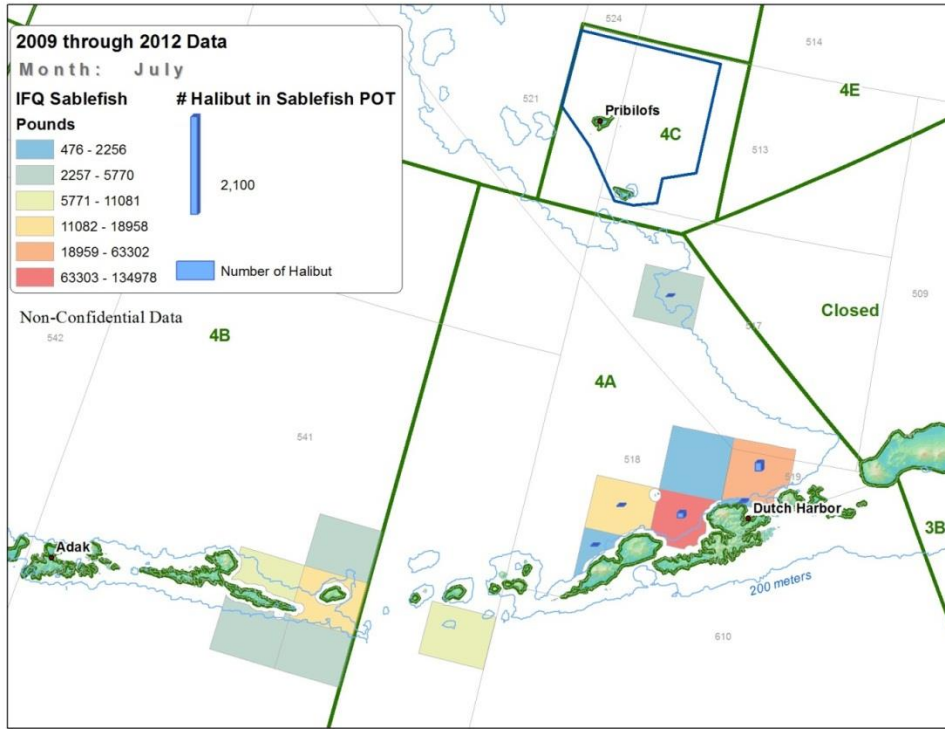 2009 through 2012 Data
Month: July
IFQ Sablefish
Pounds
476 - 2256
2257 - 5770
5771 - 11081
11082 - 18958
18959 - 63302
63303 - 134978
# Halibut in Sablefish POT
2,100
Number of Halibut
Non-Confidential Data
524
514
521
4E
Pribilofs
4C
513
509
Closed
517
542
4B
4A
541
518
519
Dutch Harbor
3B
Adak
200 meters
610